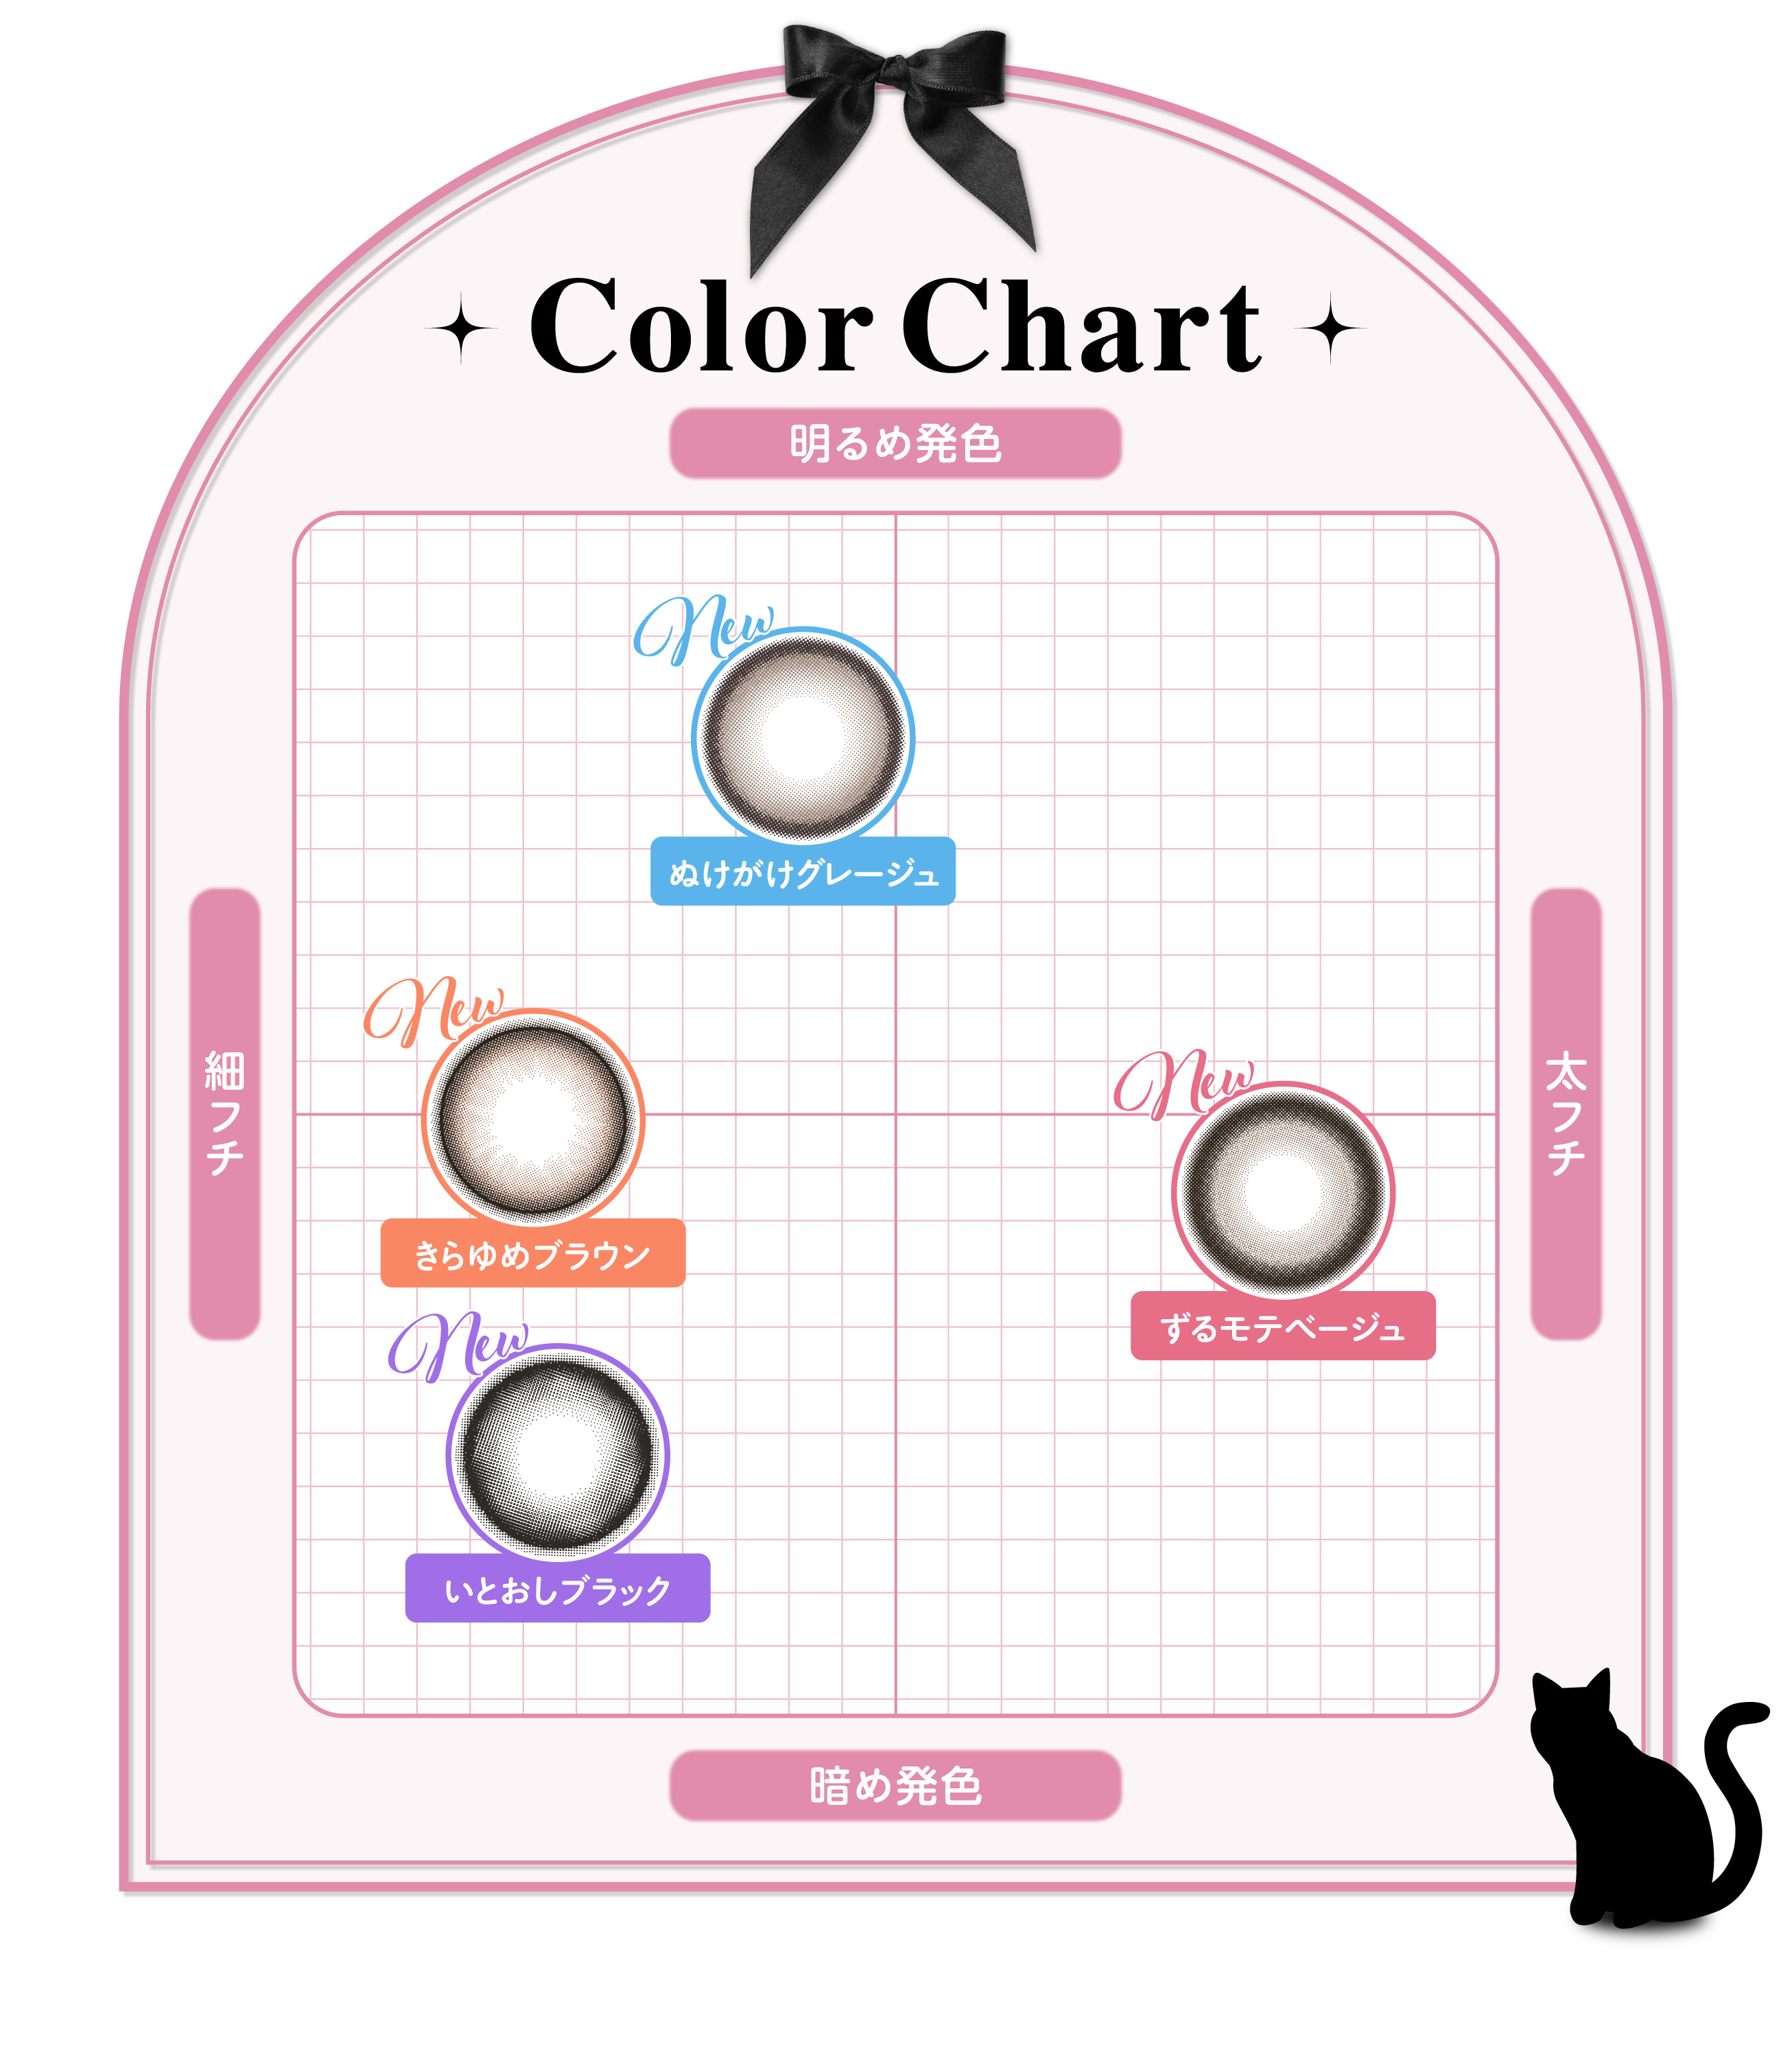 Color Chart
明るめ発色
New
ぬけがけグレージュ
New
きらゆめブラウン
細フチ
太フチ
New
ずるモテベージュ
New
いとおしブラック
暗め発色